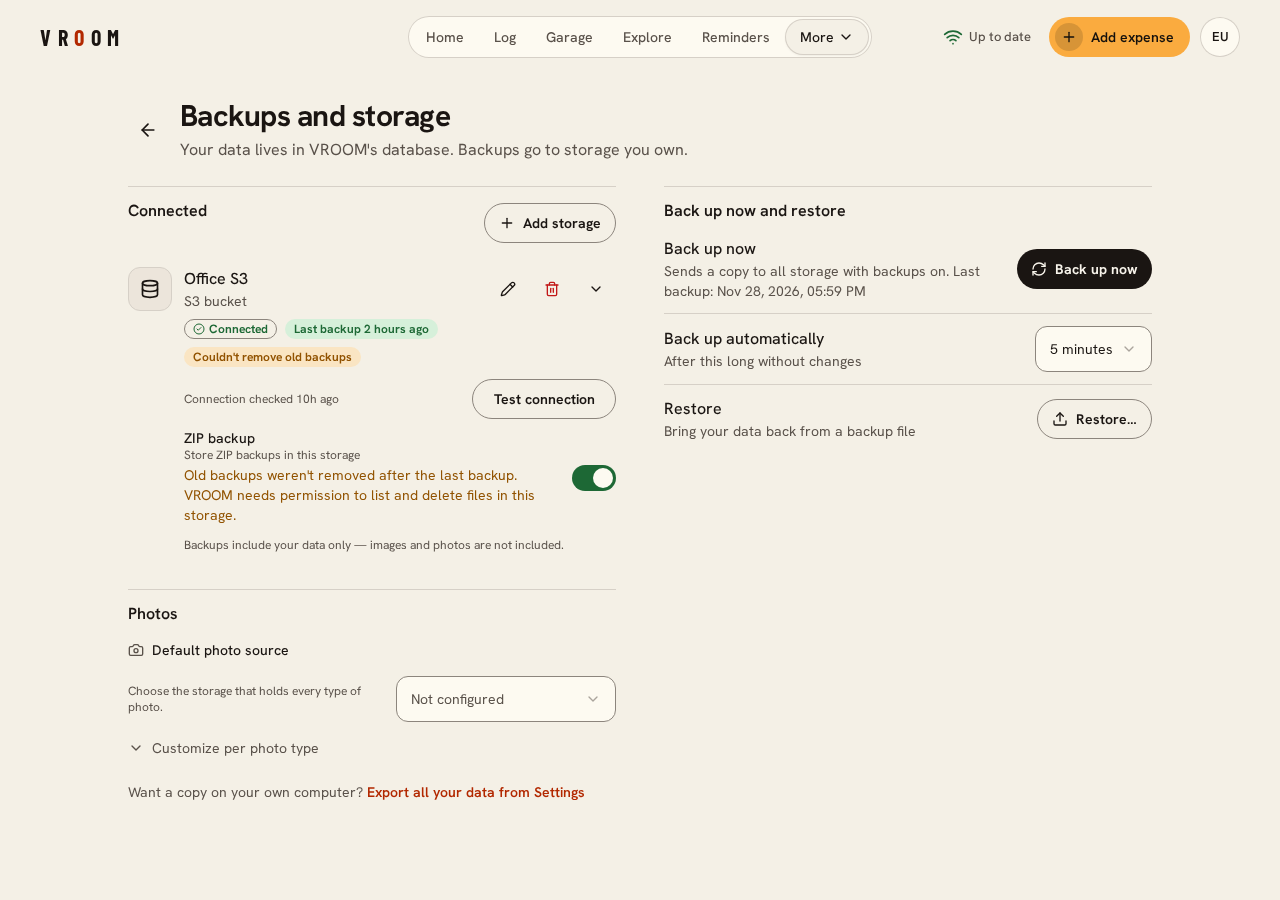 VROOM
Home
Log
Garage
Explore
Reminders
More
Up to date
Add expense
EU
Backups and storage
Your data lives in VROOM's database. Backups go to storage you own.
Connected
Add storage
Office S3
S3 bucket
Connected
Last backup 2 hours ago
Couldn't remove old backups
Connection checked 10h ago
Test connection
ZIP backup
Store ZIP backups in this storage
Old backups weren't removed after the last backup.
VROOM needs permission to list and delete files in this
storage.
Backups include your data only — images and photos are not included.
Photos
Default photo source
Choose the storage that holds every type of
photo.
Not configured
Customize per photo type
Want a copy on your own computer? Export all your data from Settings
Back up now and restore
Back up now
Sends a copy to all storage with backups on. Last
backup: Nov 28, 2026, 05:59 PM
Back up now
Back up automatically
After this long without changes
5 minutes
Restore
Bring your data back from a backup file
Restore...